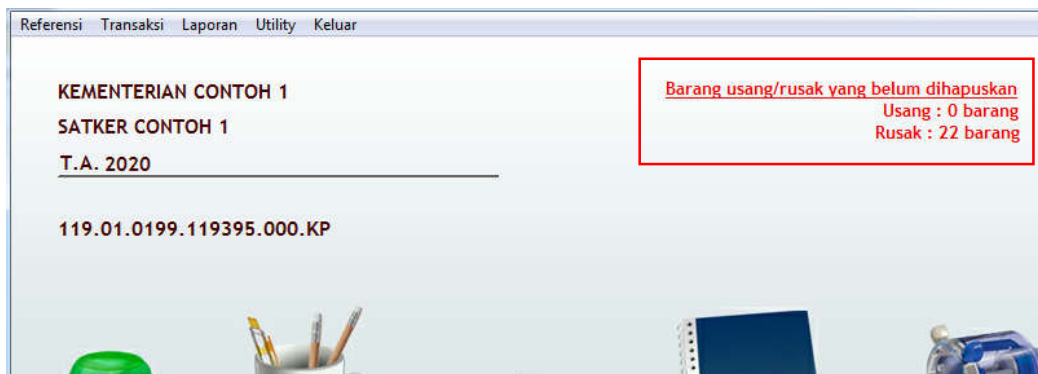 Referensi Transaksi Laporan Utility Keluar
KEMENTERIAN CONTOH 1
SATKER CONTOH 1
T.A. 2020
119.01.0199.119395.000.KP
Barang usang/rusak yang belum dihapuskan
Usang : 0 barang
Rusak : 22 barang